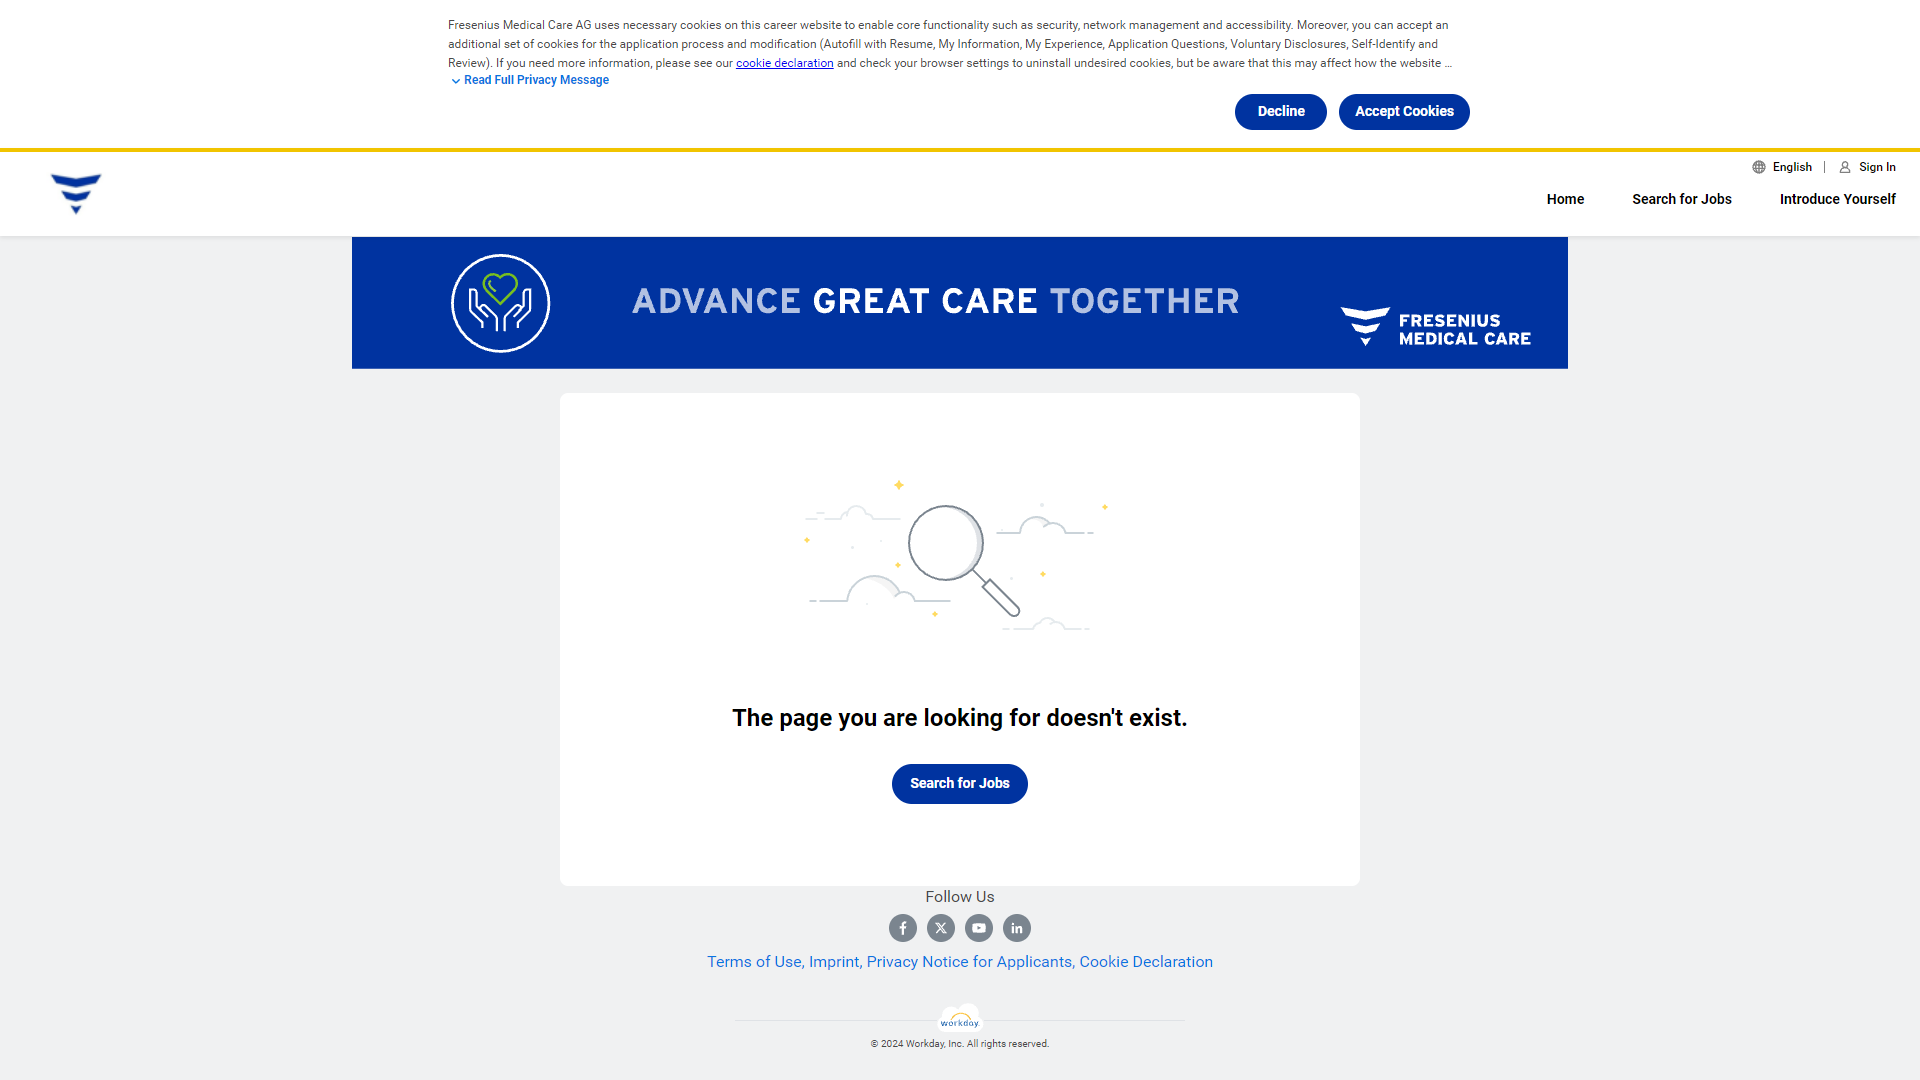 Fresenius Medical Care AG uses necessary cookies on this career website to enable core functionality such as security, network management and accessibility. Moreover, you can accept an
additional set of cookies for the application process and modification (Autofill with Resume, My Information, My Experience, Application Questions, Voluntary Disclosures, Self-Identify and
Review). If you need more information, please see our cookie declaration and check your browser settings to uninstall undesired cookies, but be aware that this may affect how the website ...
Read Full Privacy Message
Decline
Accept Cookies
English
Sign In
Home
Search for Jobs
Introduce Yourself
ADVANCE GREAT CARE TOGETHER
FRESENIUS
MEDICAL CARE
The page you are looking for doesn't exist.
Search for Jobs
Follow Us
Terms of Use, Imprint, Privacy Notice for Applicants, Cookie Declaration
workday.
© 2024 Workday, Inc. All rights reserved.